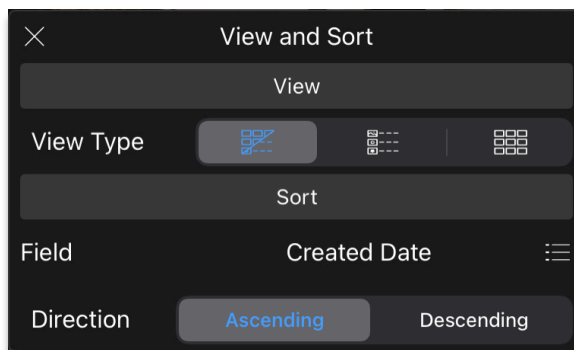 View and Sort
View
View Type
Sort
Field Created Date
Direction Ascending Descending